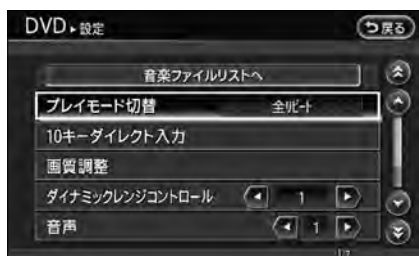 DVD▸設定 戻る
音楽ファイルリストへ
プレイモード切替 全リピート
10キーダイレクト入力
画質調整
ダイナミックレンジコントロール 1
音声 1
1/7